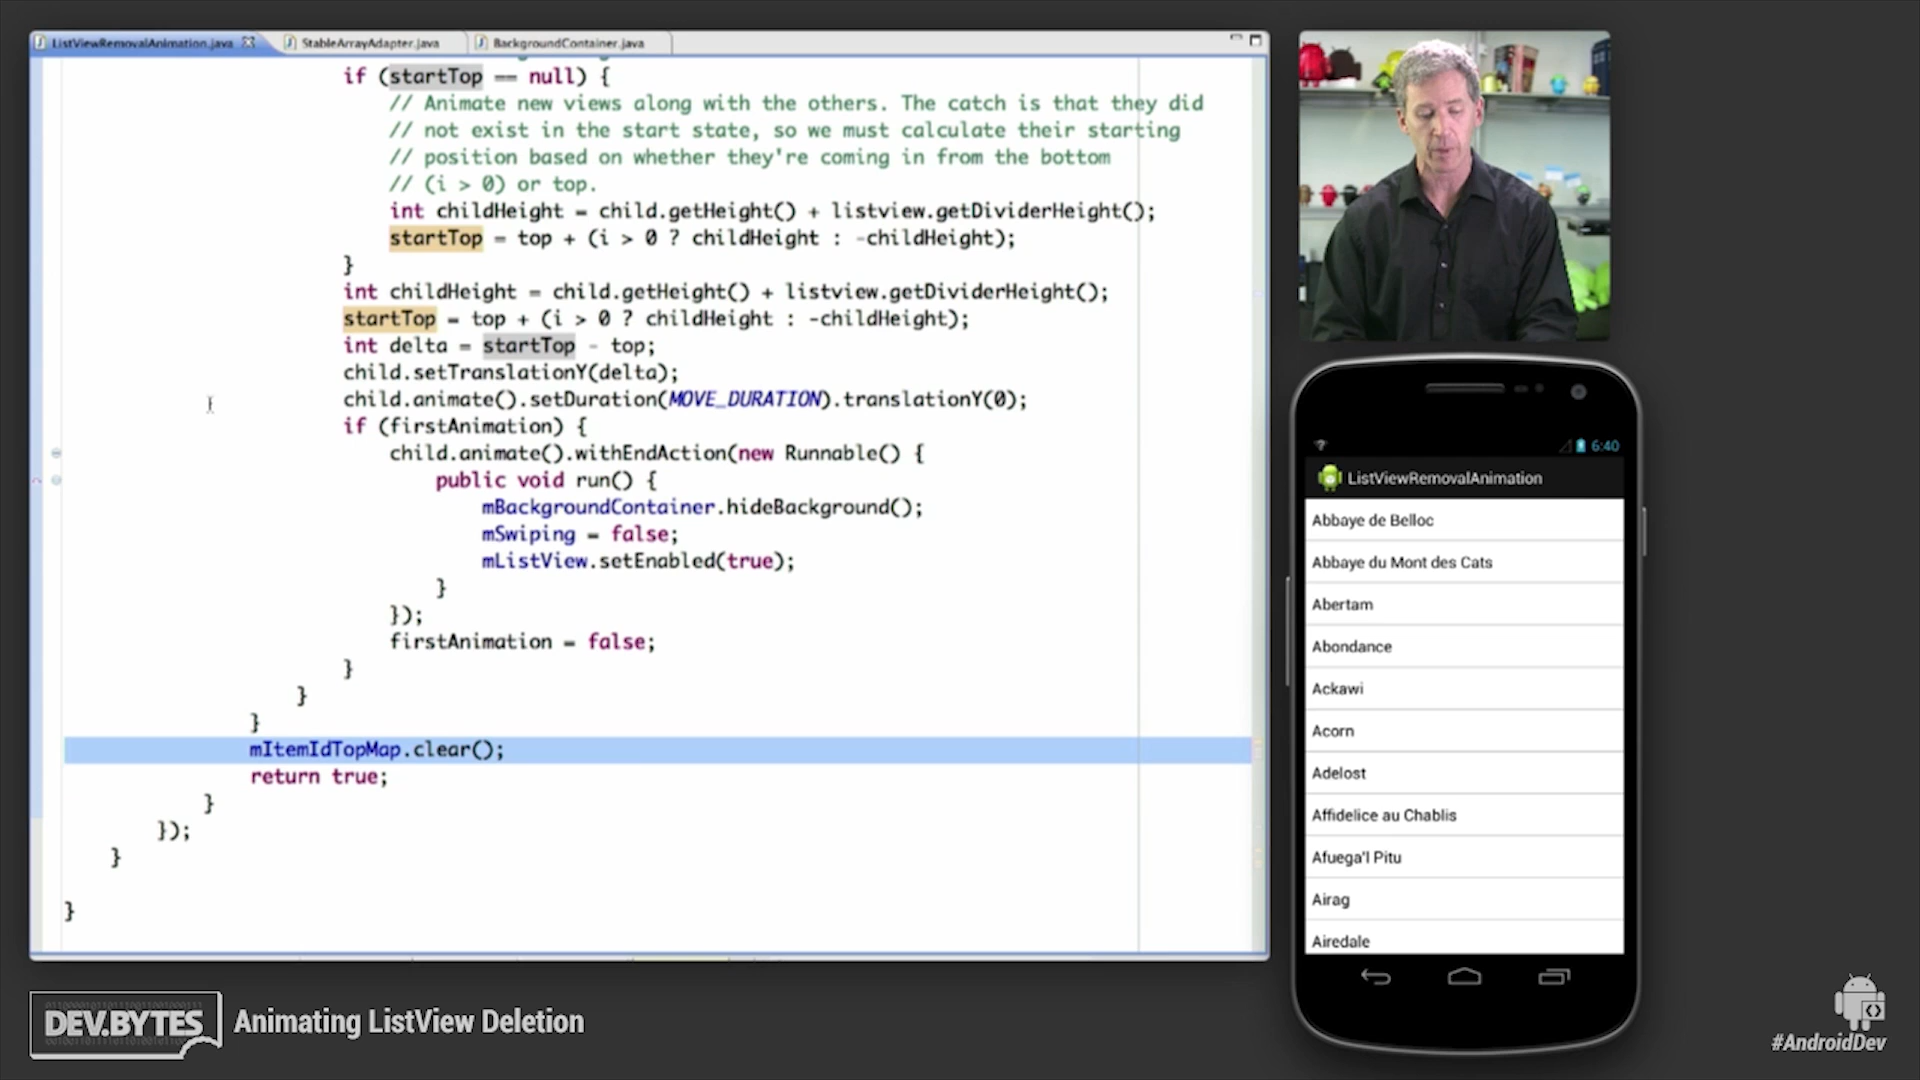 ListViewRemovalAnimation.java
StableArrayAdapter.java
BackgroundContainer.java
if (startTop == null) {
// Animate new views along with the others. The catch is that they did
// not exist in the start state, so we must calculate their starting
// position based on whether they're coming in from the bottom
// (i > 0) or top.
int childHeight = child.getHeight() + listview.getDividerHeight();
startTop = top + (i > 0 ? childHeight : -childHeight);
}
int childHeight = child.getHeight() + listview.getDividerHeight();
startTop = top + (i > 0 ? childHeight : -childHeight);
int delta = startTop - top;
child.setTranslationY(delta);
child.animate().setDuration(MOVE_DURATION).translationY(0);
if (firstAnimation) {
child.animate().withEndAction(new Runnable() {
public void run() {
mBackgroundContainer.hideBackground();
mSwiping = false;
mListView.setEnabled(true);
}
});
firstAnimation = false;
}
}
}
mItemIdTopMap.clear();
return true;
}
});
}
}
6:40
ListViewRemovalAnimation
Abbaye de Belloc
Abbaye du Mont des Cats
Abertam
Abondance
Ackawi
Acorn
Adelost
Affidelice au Chablis
Afuega'l Pitu
Airag
Airedale
DEV.BYTES
Animating ListView Deletion
#AndroidDev